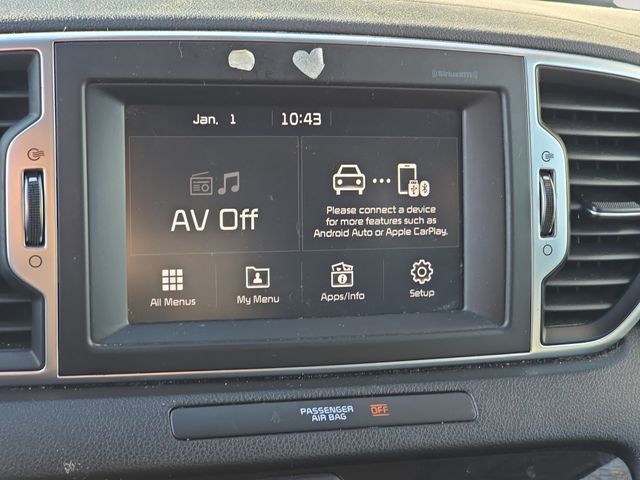 ((SiriusXM))
Jan. 1 10:43
AV Off
Please connect a device
for more features such as
Android Auto or Apple CarPlay.
All Menus My Menu Apps/Info Setup
PASSENGER
AIR BAG OFF